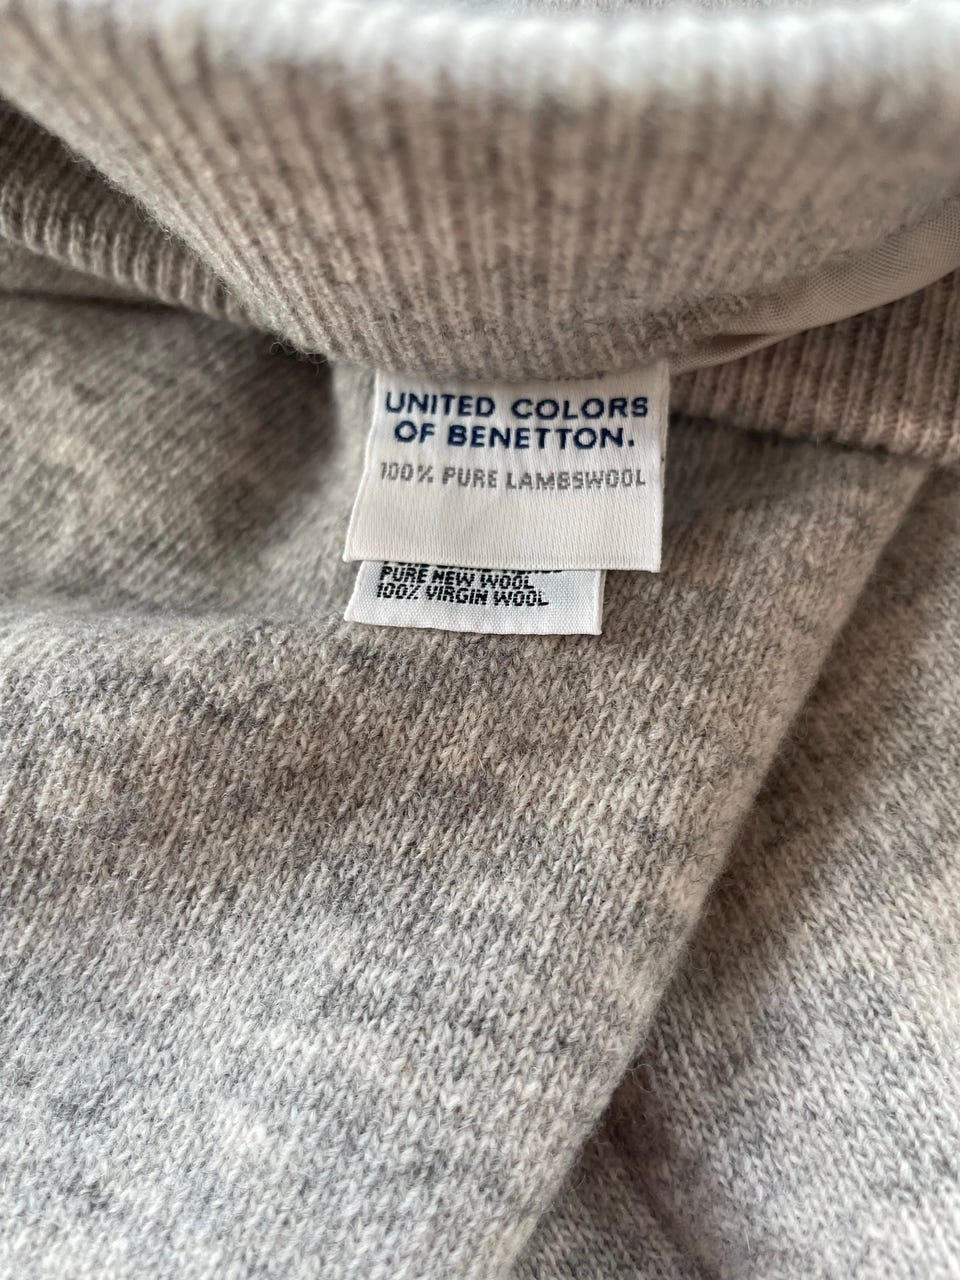 UNITED COLORS
OF BENETTON.
100% PURE LAMBSWOOL
PURE NEW WOOL
100% VIRGIN WOOL